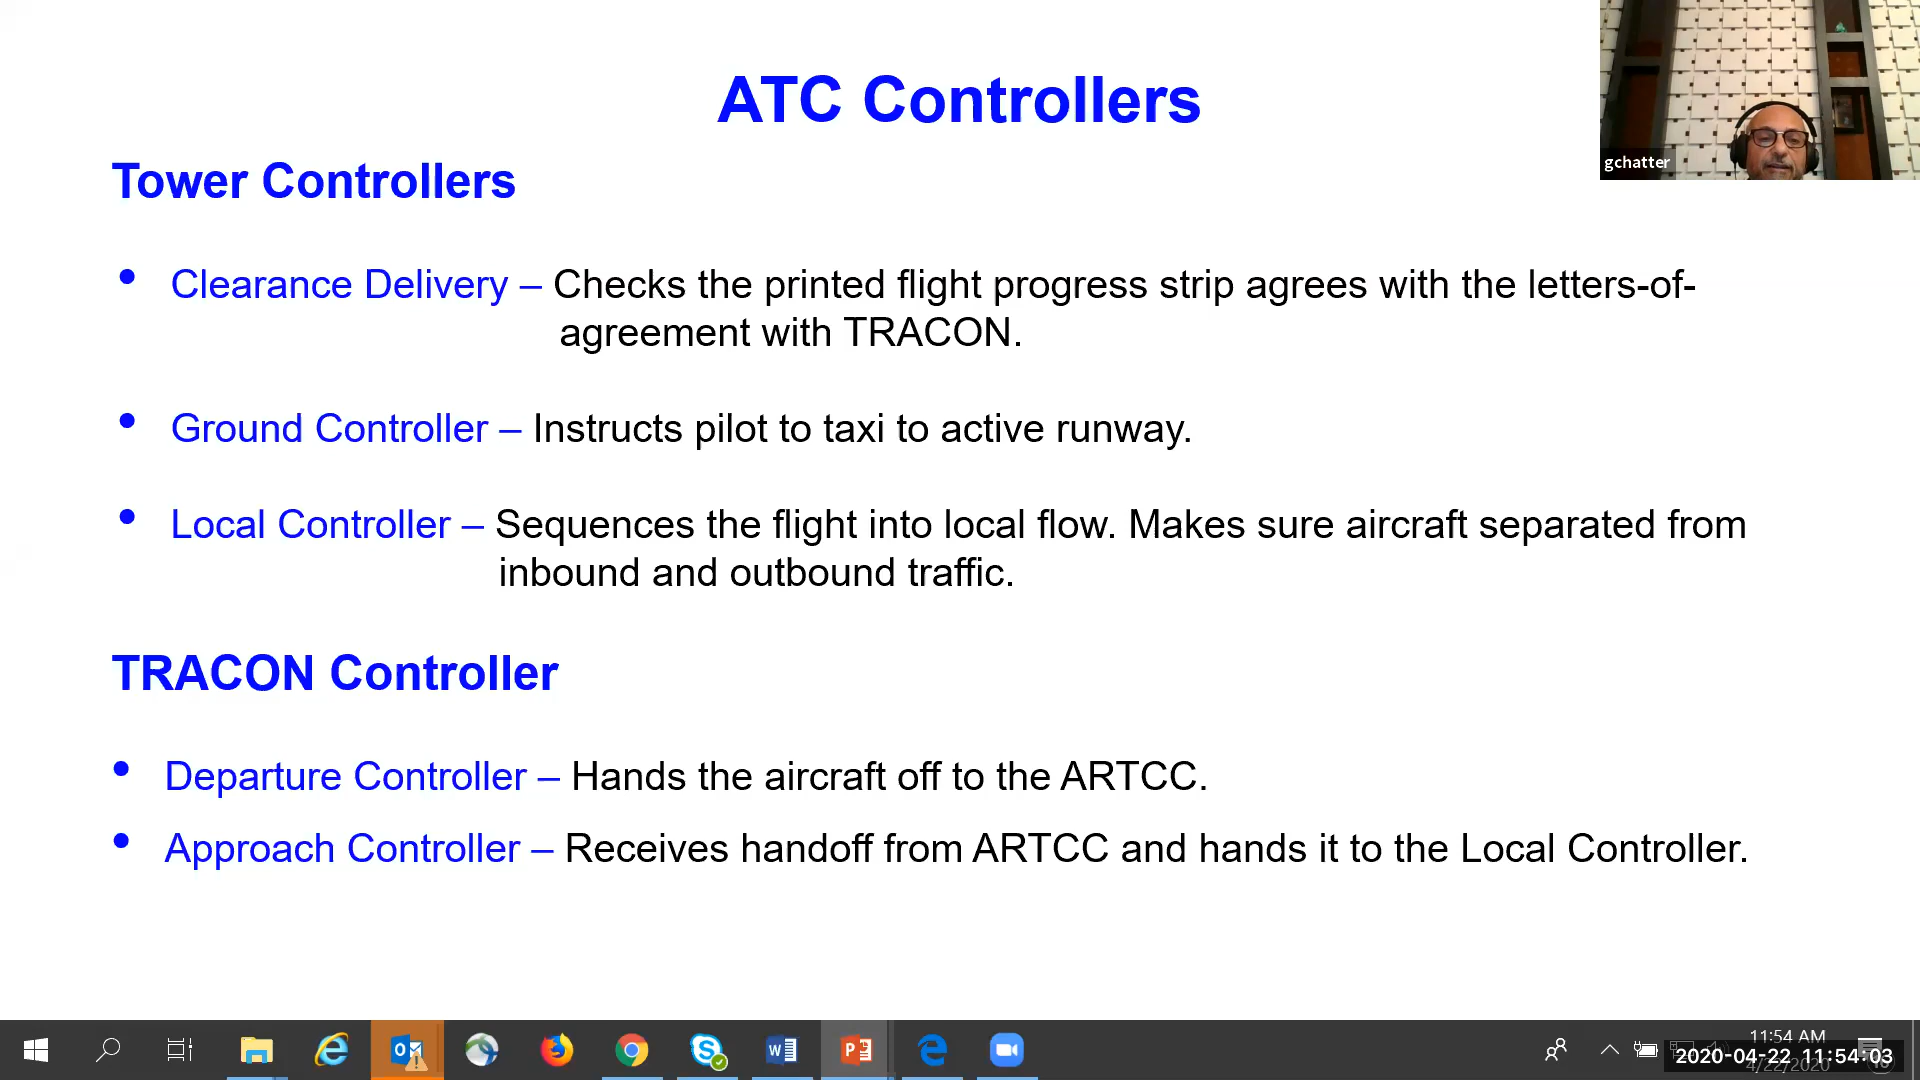 ATC Controllers
gchatter
Tower Controllers
• Clearance Delivery – Checks the printed flight progress strip agrees with the letters-of-
agreement with TRACON.
• Ground Controller – Instructs pilot to taxi to active runway.
• Local Controller – Sequences the flight into local flow. Makes sure aircraft separated from
inbound and outbound traffic.
TRACON Controller
• Departure Controller – Hands the aircraft off to the ARTCC.
• Approach Controller – Receives handoff from ARTCC and hands it to the Local Controller.
11:54 AM
2020-04-22 11:54:03
4/22/2020